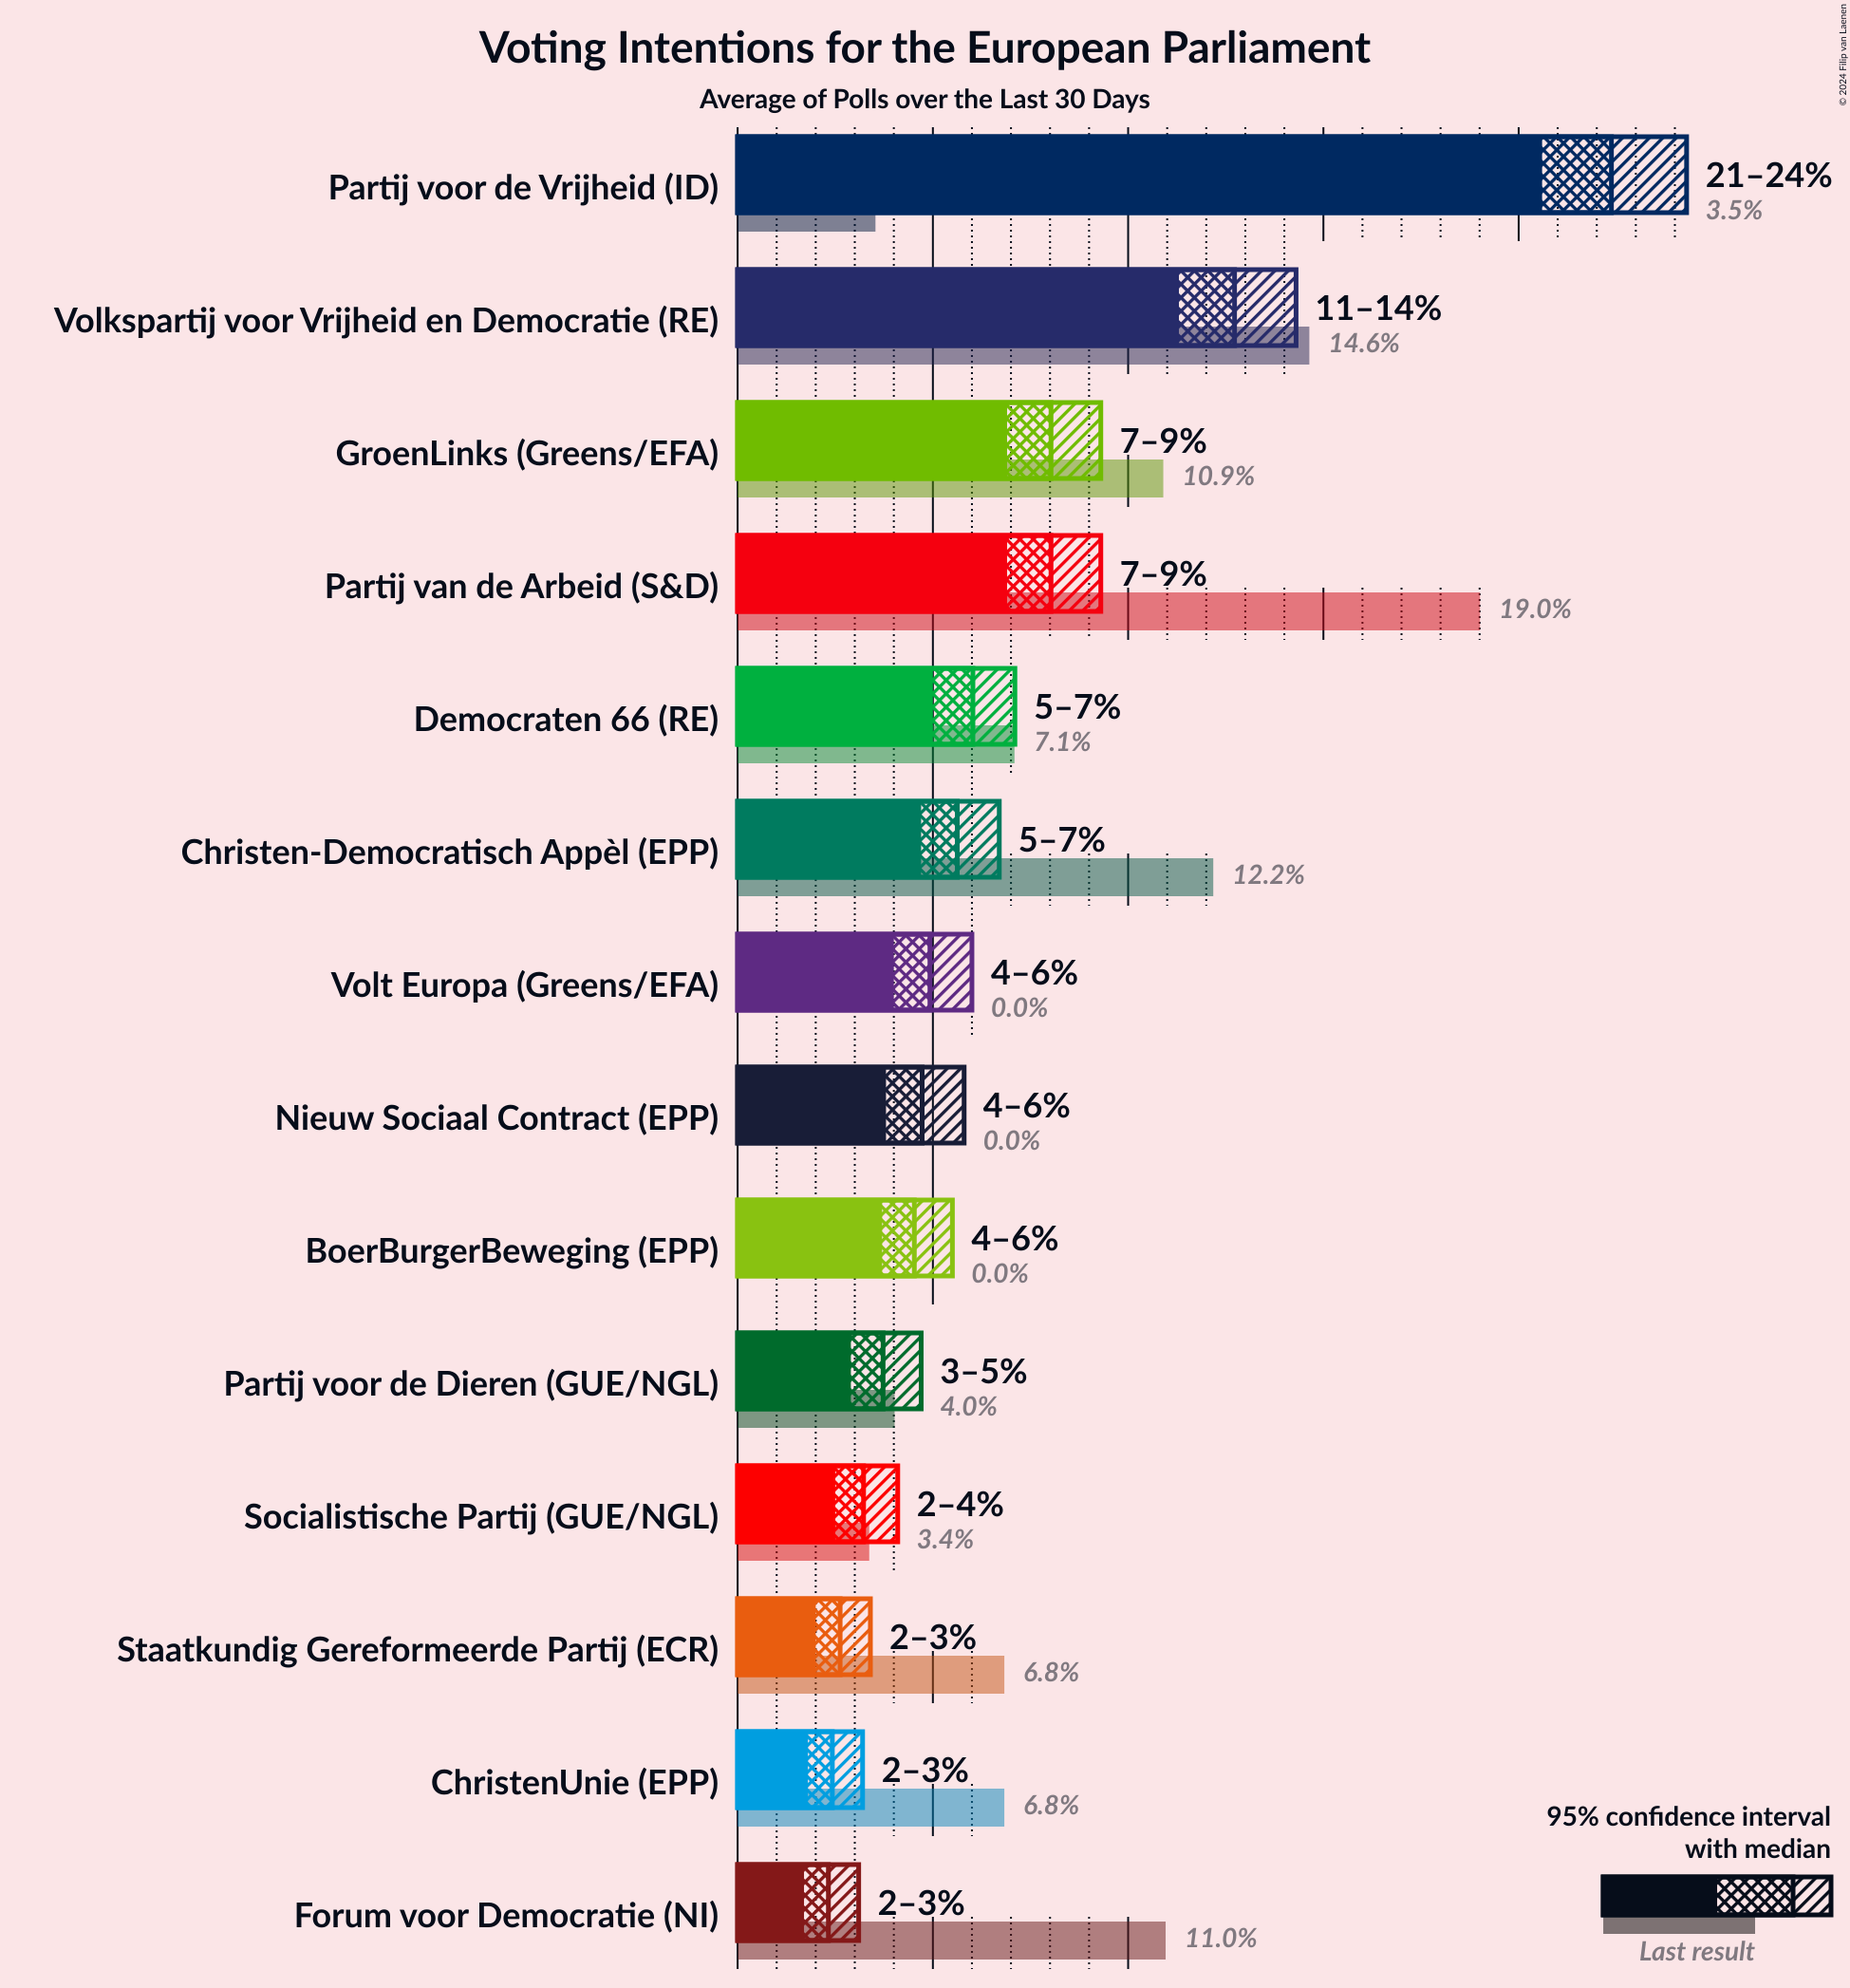 Voting Intentions for the European Parliament
Average of Polls over the Last 30 Days
© 2024 Filip van Laenen
Partij voor de Vrijheid (ID)
21–24%
3.5%
Volkspartij voor Vrijheid en Democratie (RE)
11–14%
14.6%
GroenLinks (Greens/EFA)
7–9%
10.9%
Partij van de Arbeid (S&D)
7–9%
19.0%
Democraten 66 (RE)
5–7%
7.1%
Christen-Democratisch Appèl (EPP)
5–7%
12.2%
Volt Europa (Greens/EFA)
4–6%
0.0%
Nieuw Sociaal Contract (EPP)
4–6%
0.0%
BoerBurgerBeweging (EPP)
4–6%
0.0%
Partij voor de Dieren (GUE/NGL)
3–5%
4.0%
Socialistische Partij (GUE/NGL)
2–4%
3.4%
Staatkundig Gereformeerde Partij (ECR)
2–3%
6.8%
ChristenUnie (EPP)
2–3%
6.8%
Forum voor Democratie (NI)
2–3%
11.0%
95% confidence interval
with median
Last result